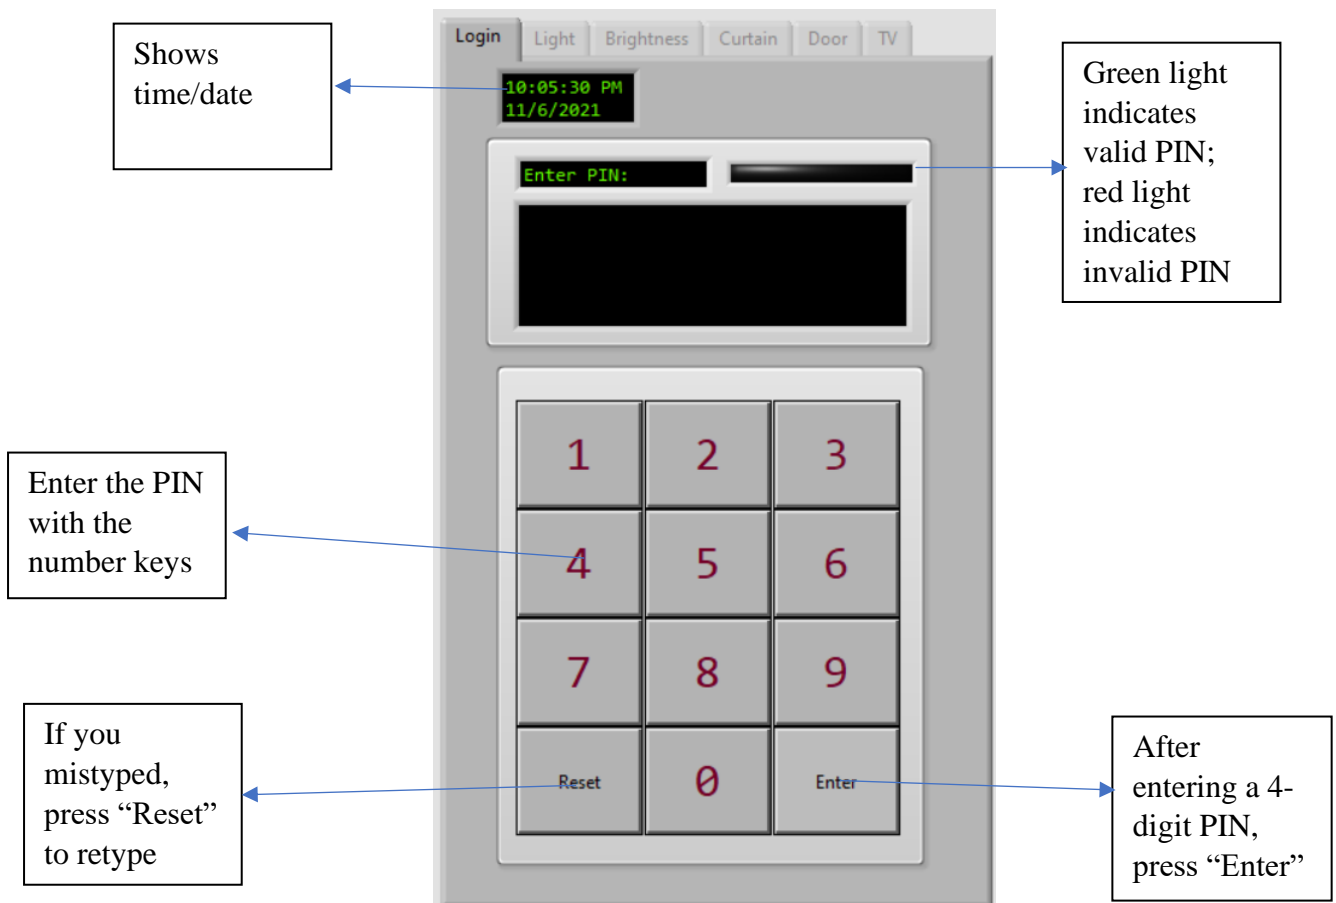 Shows
time/date
Login Light Brightness Curtain Door TV
10:05:30 PM
11/6/2021
Enter PIN:
Green light
indicates
valid PIN;
red light
indicates
invalid PIN
Enter the PIN
with the
number keys
1 2 3
4 5 6
7 8 9
Reset 0 Enter
If you
mistyped,
press “Reset”
to retype
After
entering a 4-
digit PIN,
press “Enter”